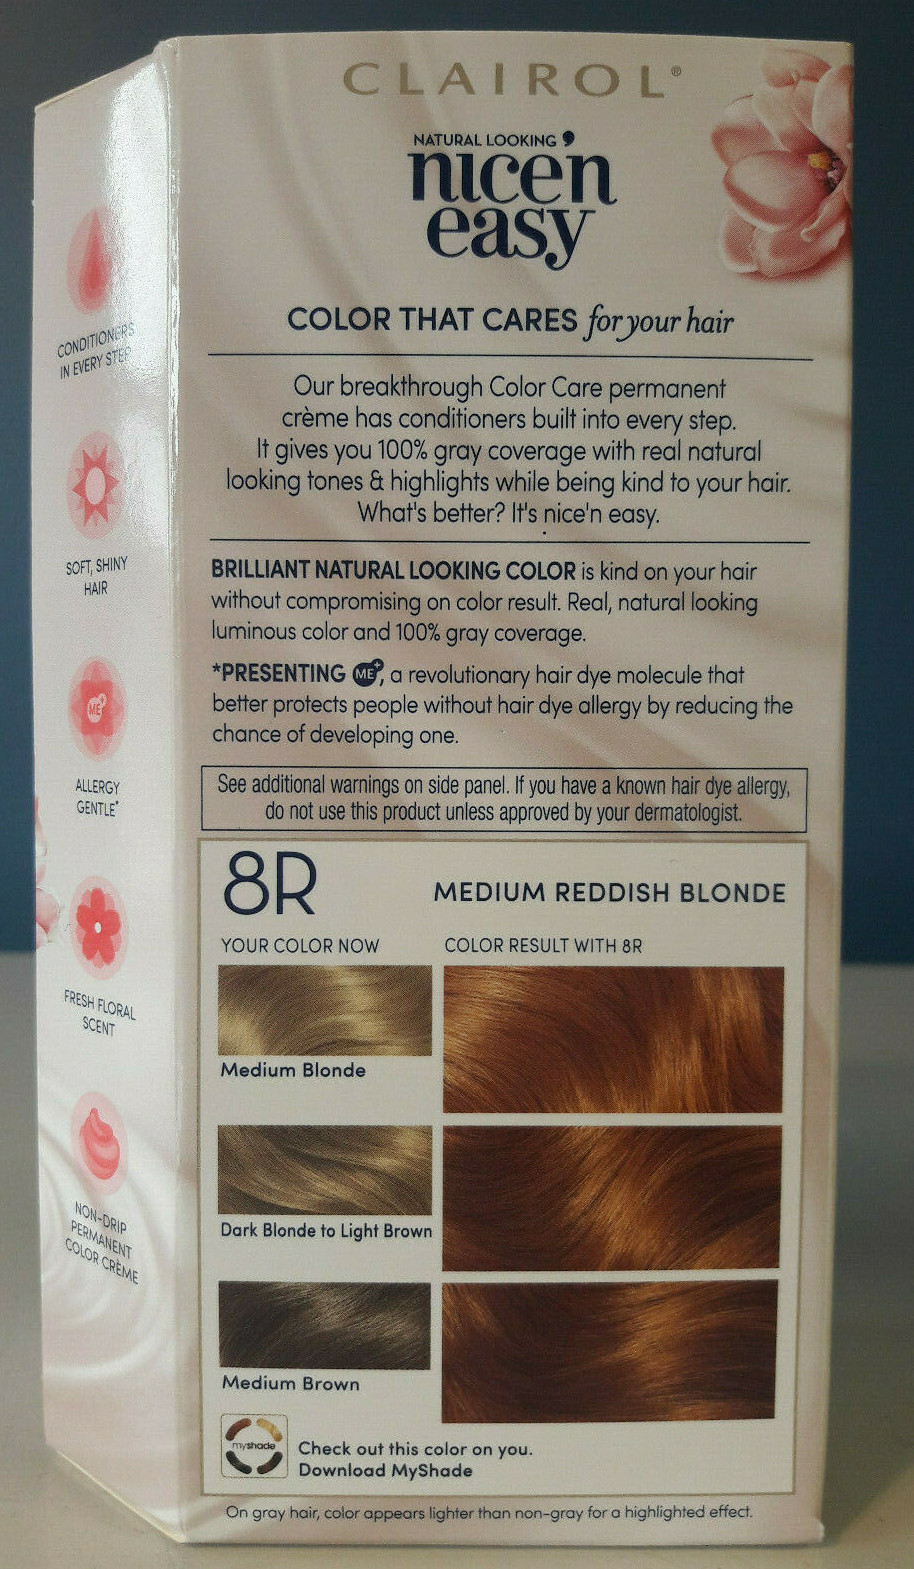 CLAIROL®
NATURAL LOOKING
nice'n
easy
COLOR THAT CARES for your hair
Our breakthrough Color Care permanent
crème has conditioners built into every step.
It gives you 100% gray coverage with real natural
looking tones & highlights while being kind to your hair.
What's better? It's nice'n easy.
BRILLIANT NATURAL LOOKING COLOR is kind on your hair
without compromising on color result. Real, natural looking
luminous color and 100% gray coverage.
*PRESENTING ME+, a revolutionary hair dye molecule that
better protects people without hair dye allergy by reducing the
chance of developing one.
See additional warnings on side panel. If you have a known hair dye allergy,
do not use this product unless approved by your dermatologist.
8R
MEDIUM REDDISH BLONDE
YOUR COLOR NOW
COLOR RESULT WITH 8R
Medium Blonde
Dark Blonde to Light Brown
Medium Brown
myshade
Check out this color on you.
Download MyShade
On gray hair, color appears lighter than non-gray for a highlighted effect.
CONDITIONERS
IN EVERY STEP
SOFT, SHINY
HAIR
ME+
ALLERGY
GENTLE*
FRESH FLORAL
SCENT
NON-DRIP
PERMANENT
COLOR CRÈME